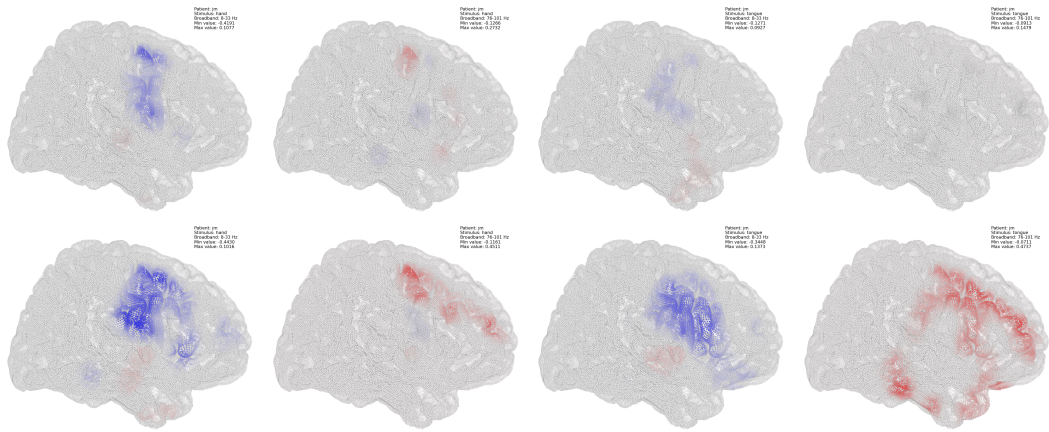 Patient: jm
Stimulus: hand
Broadband: 8-33 Hz
Min value: -0.4191
Max value: 0.1077
Patient: jm
Stimulus: hand
Broadband: 76-101 Hz
Min value: -0.1266
Max value: 0.2732
Patient: jm
Stimulus: tongue
Broadband: 8-33 Hz
Min value: -0.1271
Max value: 0.0927
Patient: jm
Stimulus: tongue
Broadband: 76-101 Hz
Min value: -0.0913
Max value: 0.1479
Patient: jm
Stimulus: hand
Broadband: 8-33 Hz
Min value: -0.4430
Max value: 0.1016
Patient: jm
Stimulus: hand
Broadband: 76-101 Hz
Min value: -0.1161
Max value: 0.4511
Patient: jm
Stimulus: tongue
Broadband: 8-33 Hz
Min value: -0.3448
Max value: 0.1373
Patient: jm
Stimulus: tongue
Broadband: 76-101 Hz
Min value: -0.0711
Max value: 0.4737